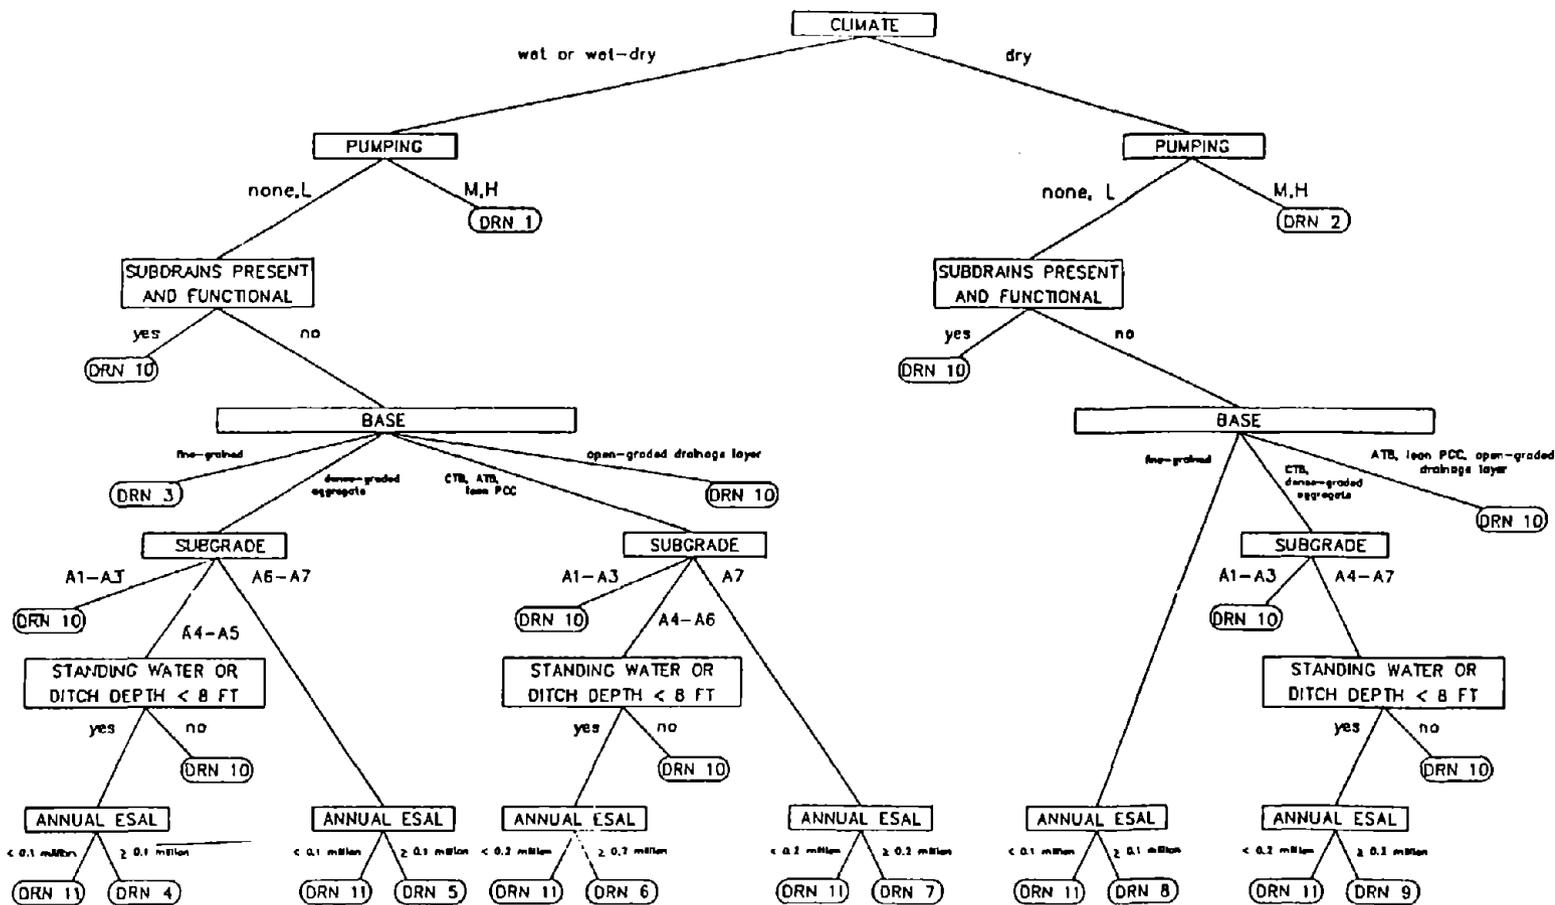 CLIMATE
wet or wet-dry
dry
PUMPING
PUMPING
none,L
M,H
none, L
M,H
DRN 1
DRN 2
SUBDRAINS PRESENT
AND FUNCTIONAL
SUBDRAINS PRESENT
AND FUNCTIONAL
yes
no
yes
no
DRN 10
DRN 10
BASE
BASE
fine-grained
dense-graded
aggregate
CTB, ATB,
lean PCC
open-graded drainage layer
fine-grained
CTB,
dense-graded
aggregate
ATB, lean PCC, open-graded
drainage layer
DRN 3
DRN 10
DRN 10
SUBGRADE
SUBGRADE
SUBGRADE
A1-A3
A6-A7
A1-A3
A7
A1-A3
A4-A7
DRN 10
DRN 10
DRN 10
A4-A5
A4-A6
STANDING WATER OR
DITCH DEPTH < 8 FT
STANDING WATER OR
DITCH DEPTH < 8 FT
STANDING WATER OR
DITCH DEPTH < 8 FT
yes
no
yes
no
yes
no
DRN 10
DRN 10
DRN 10
ANNUAL ESAL
ANNUAL ESAL
ANNUAL ESAL
ANNUAL ESAL
ANNUAL ESAL
ANNUAL ESAL
< 0.1 million
≥ 0.1 million
< 0.1 million
≥ 0.1 million
< 0.2 million
≥ 0.2 million
< 0.2 million
≥ 0.2 million
< 0.1 million
≥ 0.1 million
< 0.2 million
≥ 0.2 million
DRN 11
DRN 4
DRN 11
DRN 5
DRN 11
DRN 6
DRN 11
DRN 7
DRN 11
DRN 8
DRN 11
DRN 9